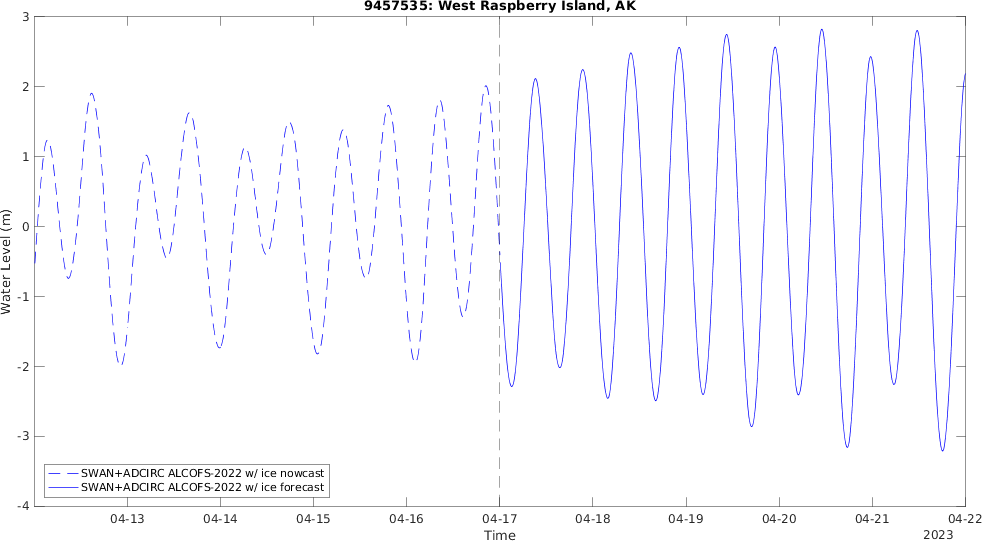 9457535: West Raspberry Island, AK
3
2
1
0
-1
-2
-3
-4
Water Level (m)
SWAN+ADCIRC ALCOFS-2022 w/ ice nowcast
SWAN+ADCIRC ALCOFS-2022 w/ ice forecast
04-13 04-14 04-15 04-16 04-17 04-18 04-19 04-20 04-21 04-22
Time
2023